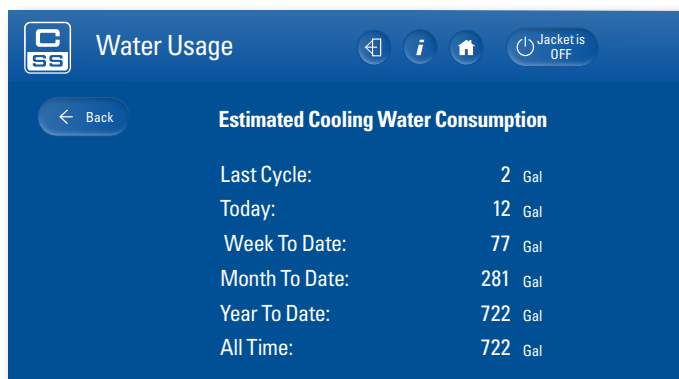 C
SS
Water Usage
i
Jacket is
OFF
Back
Estimated Cooling Water Consumption
Last Cycle: 2 Gal
Today: 12 Gal
Week To Date: 77 Gal
Month To Date: 281 Gal
Year To Date: 722 Gal
All Time: 722 Gal